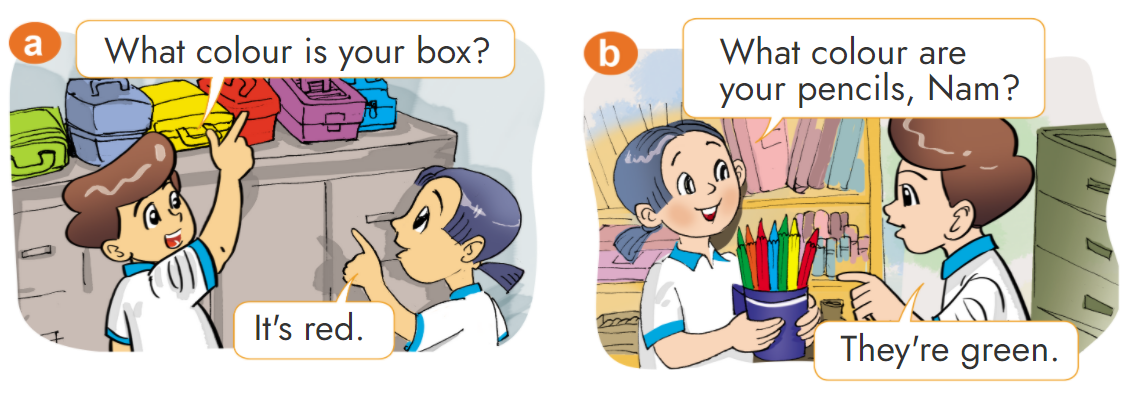 a
What colour is your box?
It's red.
b
What colour are
your pencils, Nam?
They're green.